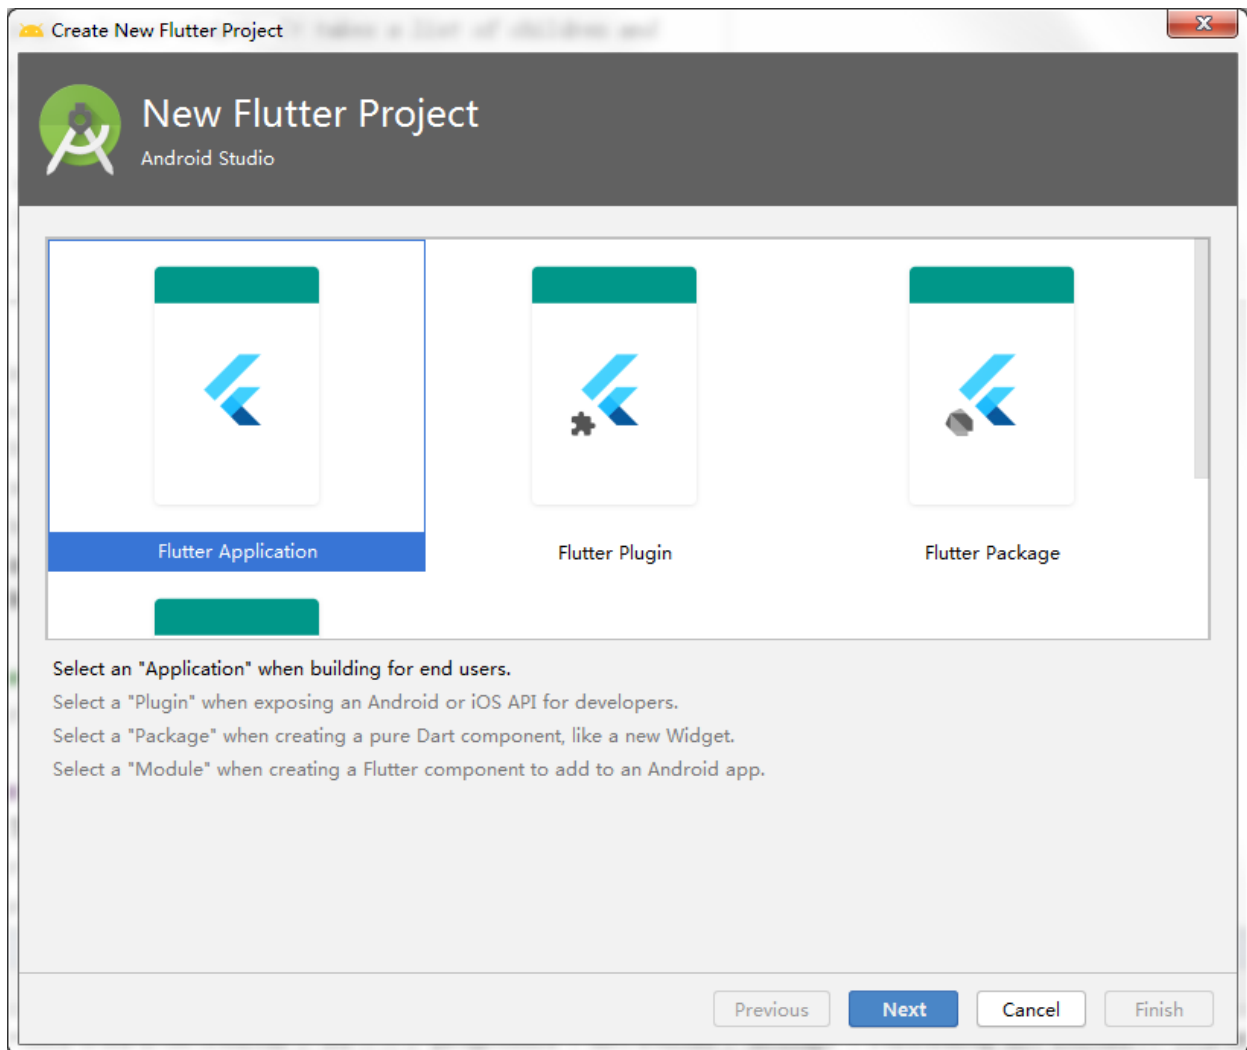 Create New Flutter Project
New Flutter Project
Android Studio
Flutter Application
Flutter Plugin
Flutter Package
Select an "Application" when building for end users.
Select a "Plugin" when exposing an Android or iOS API for developers.
Select a "Package" when creating a pure Dart component, like a new Widget.
Select a "Module" when creating a Flutter component to add to an Android app.
Previous
Next
Cancel
Finish